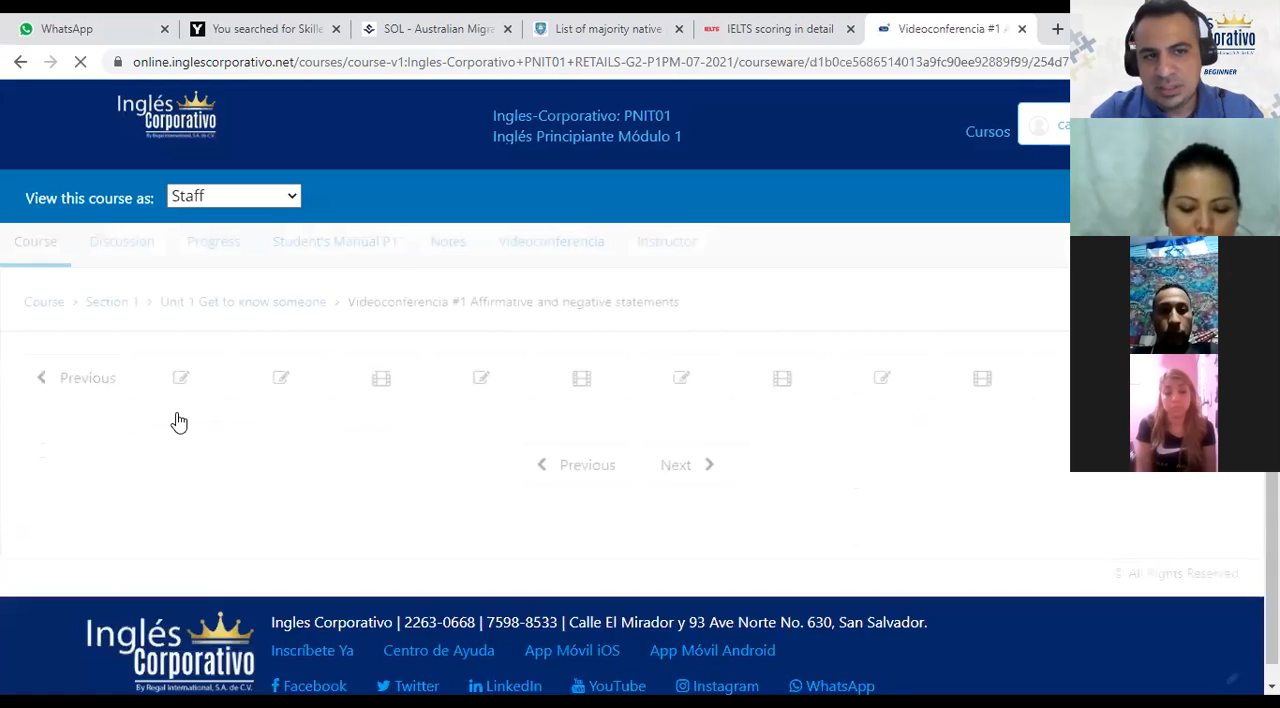 WhatsApp
You searched for Skille
SOL - Australian Migra
List of majority native
IELTS scoring in detail
Videoconferencia #1 A
online.inglescorporativo.net/courses/course-v1:Ingles-Corporativo+PNIT01+RETAILS-G2-P1PM-07-2021/courseware/
BEGINNER
Inglés
Corporativo
By Regal International, S.A. de C.V.
Ingles-Corporativo: PNIT01
Inglés Principiante Módulo 1
Cursos
ca
View this course as:
Staff
Course
Discussion
Progress
Student's Manual P1
Notes
Videoconferencia
Instructor
Course > Section 1 > Unit 1 Get to know someone > Videoconferencia #1 Affirmative and negative statements
Previous
Previous
Next
© All Rights Reserved
Inglés
Corporativo
By Regal International, S.A. de C.V.
Ingles Corporativo | 2263-0668 | 7598-8533 | Calle El Mirador y 93 Ave Norte No. 630, San Salvador.
Inscríbete Ya
Centro de Ayuda
App Móvil iOS
App Móvil Android
Facebook
Twitter
LinkedIn
YouTube
Instagram
WhatsApp